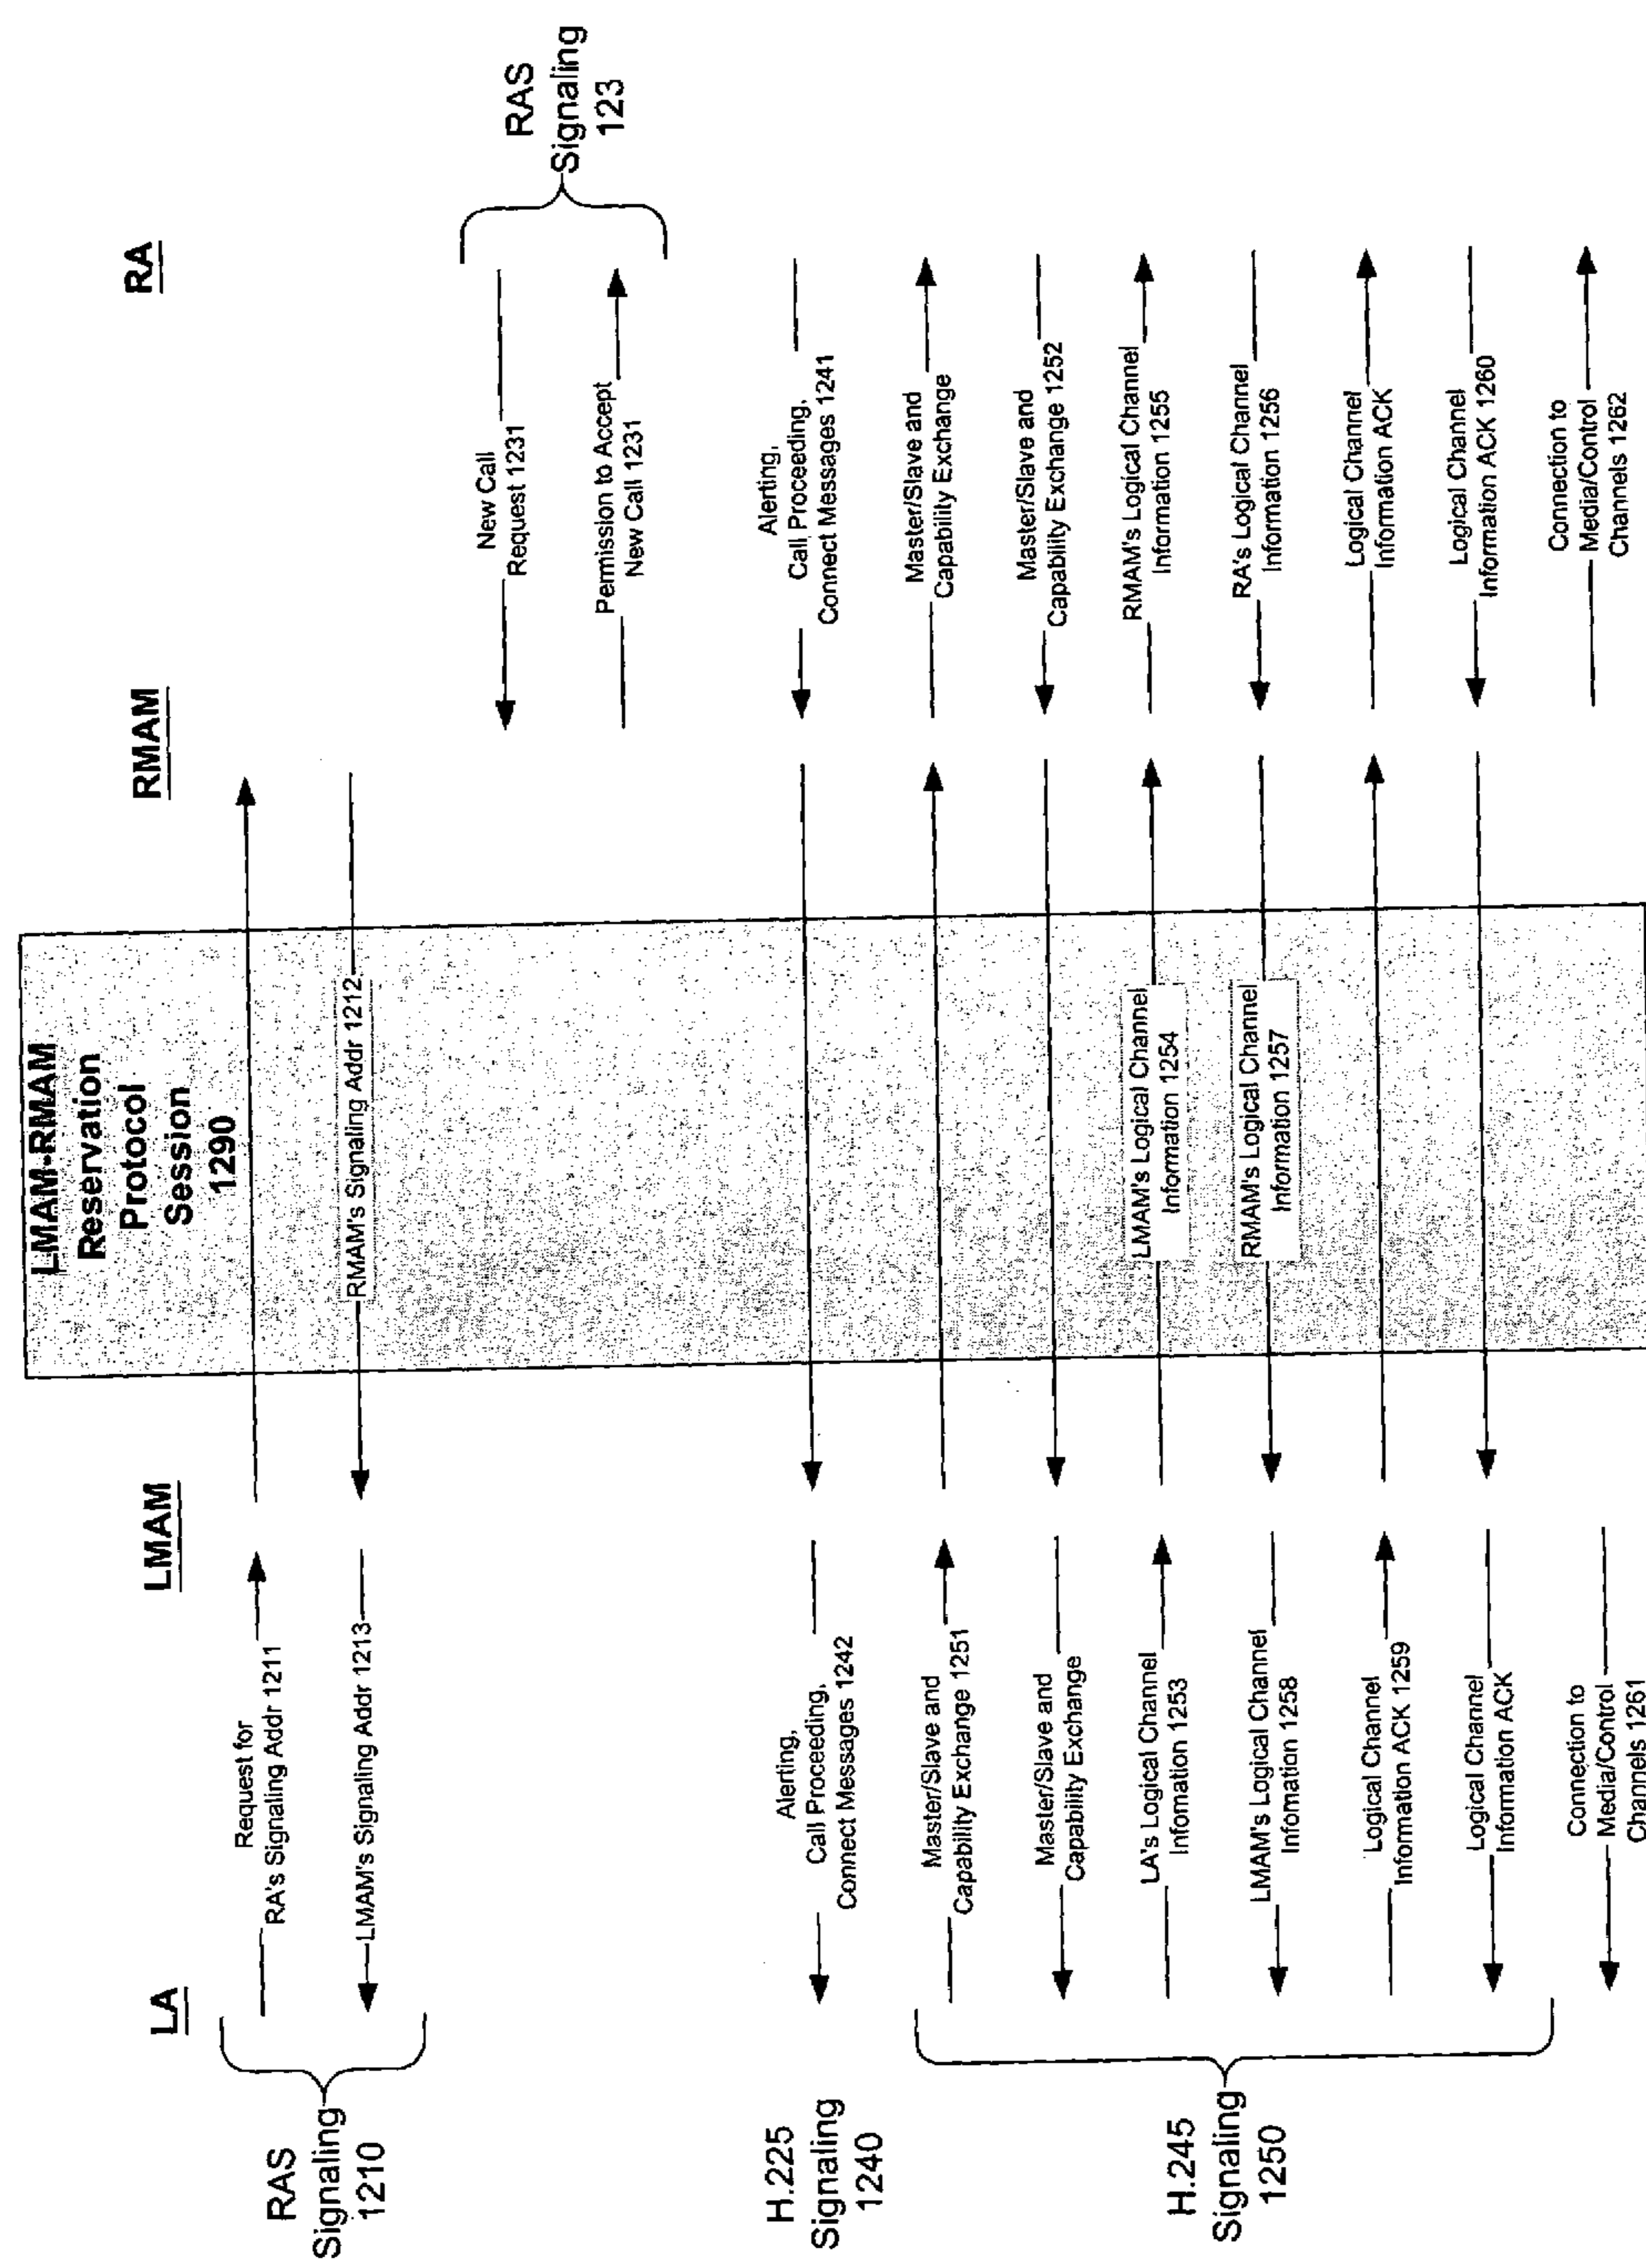 LA
LMAM
LMAM-RMAM
Reservation
Protocol
Session
1290
RMAM
RA
RAS
Signaling
1210
Request for
RA's Signaling Addr 1211
RMAM's Signaling Addr 1212
LMAM's Signaling Addr 1213
RAS
Signaling
123
New Call
Request 1231
Permission to Accept
New Call 1231
H.225
Signaling
1240
Alerting,
Call Proceeding,
Connect Messages 1242
Alerting,
Call Proceeding,
Connect Messages 1241
H.245
Signaling
1250
Master/Slave and
Capability Exchange 1251
Master/Slave and
Capability Exchange
Master/Slave and
Capability Exchange
Master/Slave and
Capability Exchange 1252
LA's Logical Channel
Infomation 1253
LMAM's Logical Channel
Information 1254
RMAM's Logical Channel
Information 1255
LMAM's Logical Channel
Infomation 1258
RMAM's Logical Channel
Information 1257
RA's Logical Channel
Information 1256
Logical Channel
Information ACK 1259
Logical Channel
Information ACK
Logical Channel
Information ACK
Logical Channel
Information ACK 1260
Connection to
Media/Control
Channels 1261
Connection to
Media/Control
Channels 1262